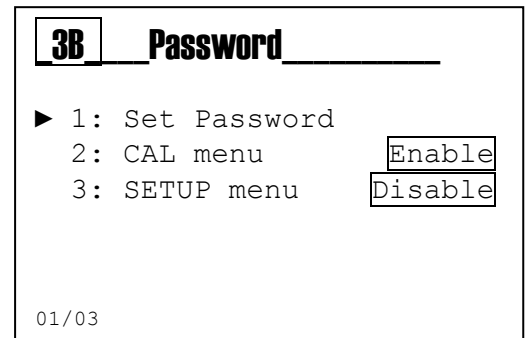 3B Password
► 1: Set Password
2: CAL menu Enable
3: SETUP menu Disable
01/03